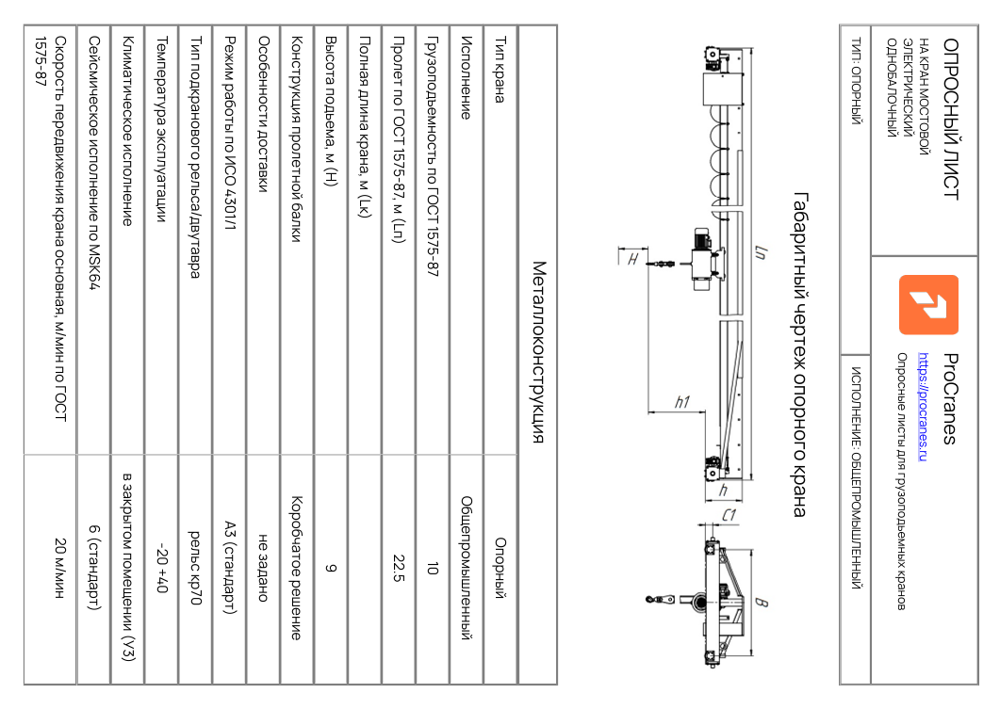 ОПРОСНЫЙ ЛИСТ
НА КРАН МОСТОВОЙ
ЭЛЕКТРИЧЕСКИЙ
ОДНОБАЛОЧНЫЙ
ProCranes
https://procranes.ru
Опросные листы для грузоподъемных кранов
ТИП: ОПОРНЫЙ
ИСПОЛНЕНИЕ: ОБЩЕПРОМЫШЛЕННЫЙ
Габаритный чертеж опорного крана
Lп
B
H
h1
h
C1
Металлоконструкция
Тип крана Опорный
Исполнение Общепромышленный
Грузоподъемность по ГОСТ 1575-87 10
Пролет по ГОСТ 1575-87, м (Lп) 22.5
Полная длина крана, м (Lк)
Высота подъема, м (H) 9
Конструкция пролетной балки Коробчатое решение
Особенности доставки не задано
Режим работы по ИСО 4301/1 А3 (стандарт)
Тип подкранового рельса/двутавра рельс кр70
Температура эксплуатации -20 +40
Климатическое исполнение в закрытом помещении (У3)
Сейсмическое исполнение по MSK64 6 (стандарт)
Скорость передвижения крана основная, м/мин по ГОСТ
1575-87 20 м/мин